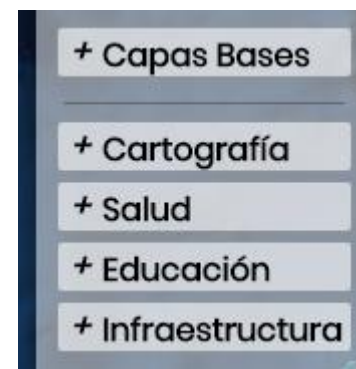 + Capas Bases
+ Cartografía
+ Salud
+ Educación
+ Infraestructura